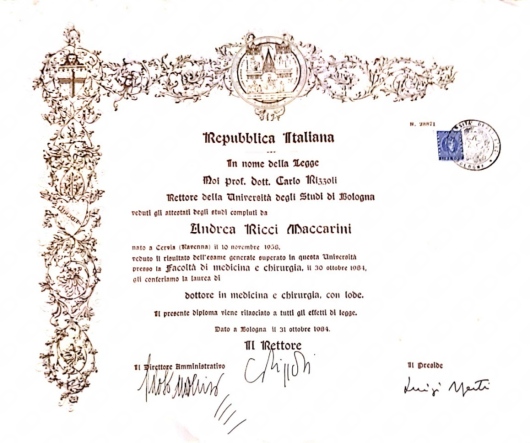 N. 28871
Repubblica Italiana
In nome della Legge
Noi prof. dott. Carlo Rizzoli
Rettore della Università degli Studi di Bologna
veduti gli attestati degli studi compiuti da
Andrea Ricci Maccarini
nato a Cervia (Ravenna) il 10 novembre 1958,
veduto il risultato dell'esame generale superato in questa Università
presso la Facoltà di medicina e chirurgia, il 30 ottobre 1984,
gli conferiamo la laurea di
dottore in medicina e chirurgia, con lode.
Il presente diploma viene rilasciato a tutti gli effetti di legge.
Dato a Bologna il 31 ottobre 1984.
Il Rettore
Il Direttore Amministrativo
Il Preside
CRizzoli
Luigi